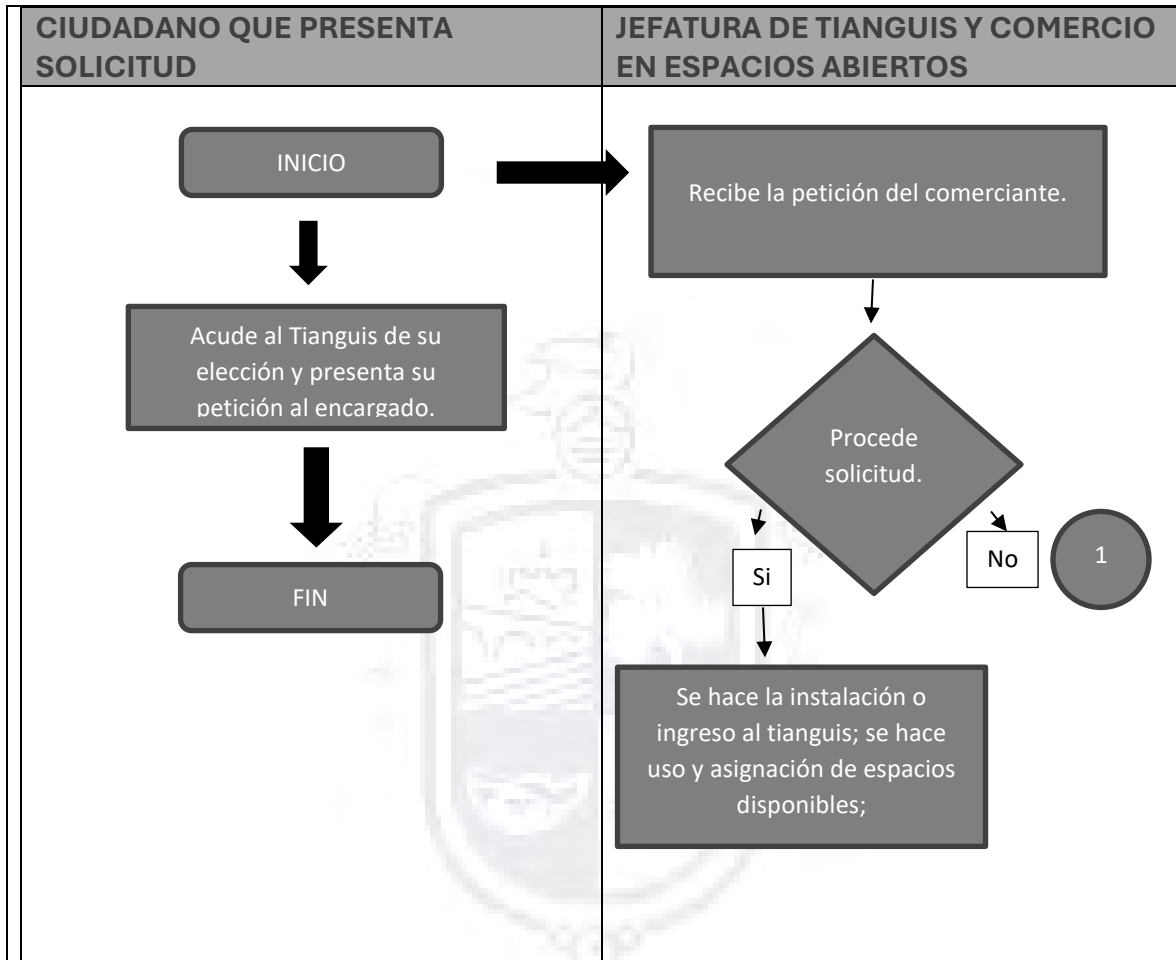 CIUDADANO QUE PRESENTA
SOLICITUD
JEFATURA DE TIANGUIS Y COMERCIO
EN ESPACIOS ABIERTOS
INICIO
Acude al Tianguis de su
elección y presenta su
petición al encargado.
FIN
Recibe la petición del comerciante.
Procede
solicitud.
Si
No
1
Se hace la instalación o
ingreso al tianguis; se hace
uso y asignación de espacios
disponibles;